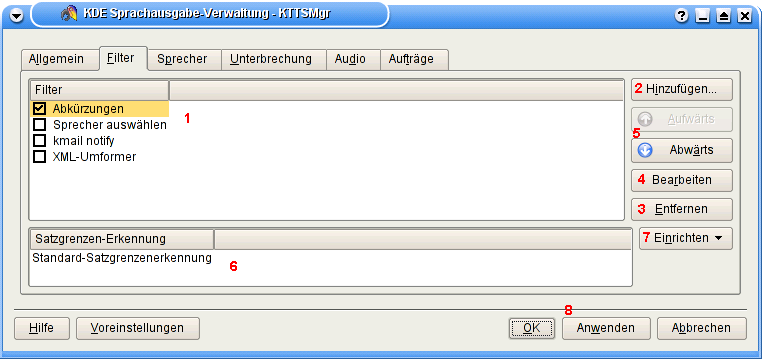 KDE Sprachausgabe-Verwaltung - KTTSMgr
Allgemein Filter Sprecher Unterbrechung Audio Aufträge
Filter
Abkürzungen
Sprecher auswählen
kmail notify
XML-Umformer
1
2 Hinzufügen...
Aufwärts
5
Abwärts
4 Bearbeiten
3 Entfernen
Satzgrenzen-Erkennung
7 Einrichten
Standard-Satzgrenzenerkennung
6
8
Hilfe Voreinstellungen OK Anwenden Abbrechen